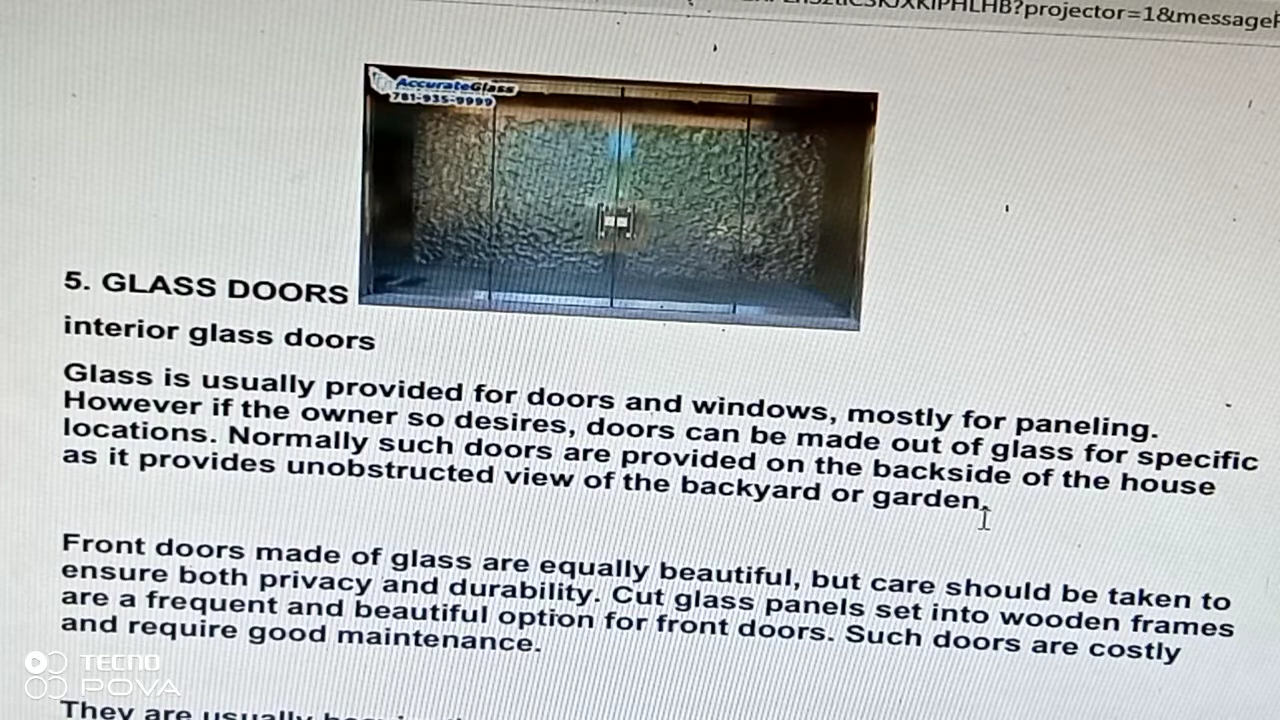 ?projector=1&message
AccurateGlass
781-935-9999
5. GLASS DOORS
interior glass doors
Glass is usually provided for doors and windows, mostly for paneling.
However if the owner so desires, doors can be made out of glass for specific
locations. Normally such doors are provided on the backside of the house
as it provides unobstructed view of the backyard or garden.
Front doors made of glass are equally beautiful, but care should be taken to
ensure both privacy and durability. Cut glass panels set into wooden frames
are a frequent and beautiful option for front doors. Such doors are costly
and require good maintenance.
They are usually
TECNO
POVA